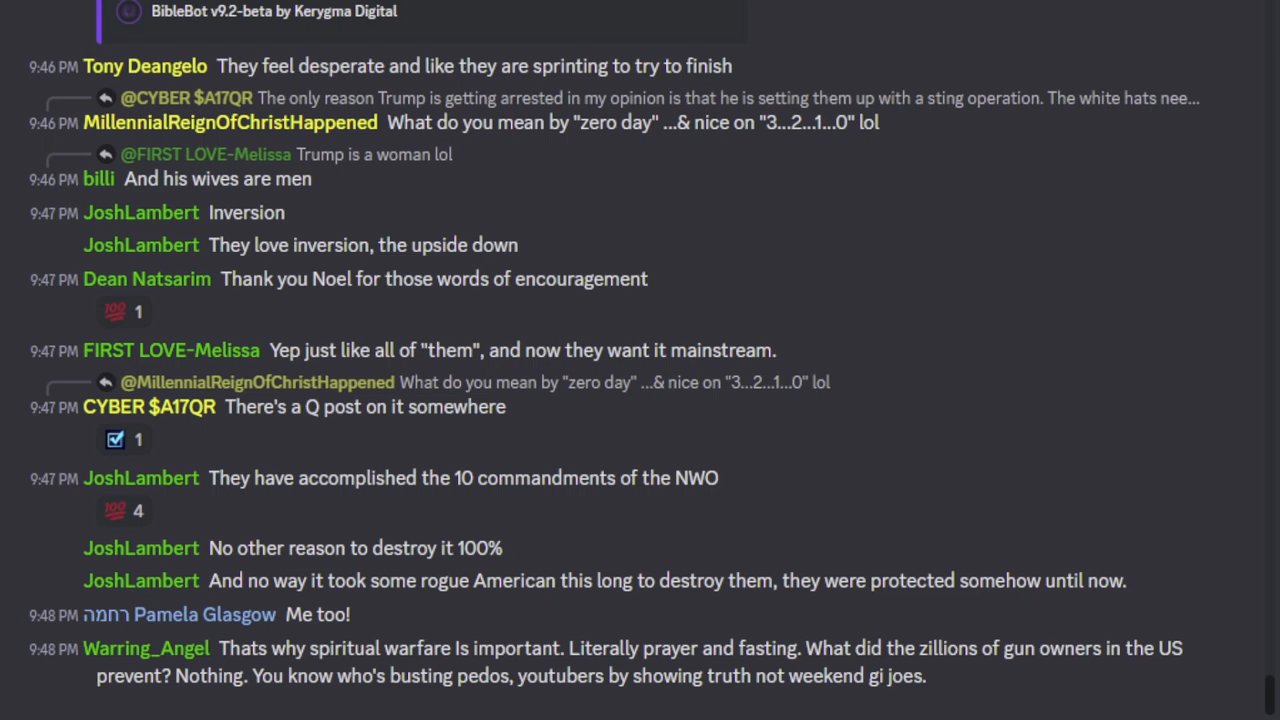 BibleBot v9.2-beta by Kerygma Digital
9:46 PM Tony Deangelo They feel desperate and like they are sprinting to try to finish
@CYBER $A17QR The only reason Trump is getting arrested in my opinion is that he is setting them up with a sting operation. The white hats nee...
9:46 PM MillennialReignOfChristHappened What do you mean by "zero day" ...& nice on "3...2...1...0" lol
@FIRST LOVE-Melissa Trump is a woman lol
9:46 PM billi And his wives are men
9:47 PM JoshLambert Inversion
JoshLambert They love inversion, the upside down
9:47 PM Dean Natsarim Thank you Noel for those words of encouragement
💯 1
9:47 PM FIRST LOVE-Melissa Yep just like all of "them", and now they want it mainstream.
@MillennialReignOfChristHappened What do you mean by "zero day" ...& nice on "3...2...1...0" lol
9:47 PM CYBER $A17QR There's a Q post on it somewhere
☑️ 1
9:47 PM JoshLambert They have accomplished the 10 commandments of the NWO
💯 4
JoshLambert No other reason to destroy it 100%
JoshLambert And no way it took some rogue American this long to destroy them, they were protected somehow until now.
9:48 PM רחמה Pamela Glasgow Me too!
9:48 PM Warring_Angel Thats why spiritual warfare Is important. Literally prayer and fasting. What did the zillions of gun owners in the US
prevent? Nothing. You know who's busting pedos, youtubers by showing truth not weekend gi joes.